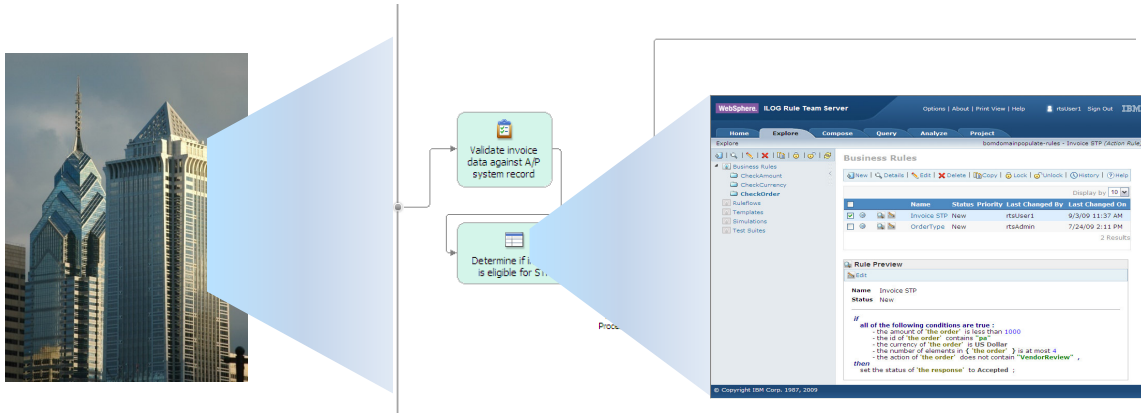 Validate invoice
data against A/P
system record
Determine if i
is eligible for ST
Proce
WebSphere. ILOG Rule Team Server
Options | About | Print View | Help rtsUser1 Sign Out IBM
Home Explore Compose Query Analyze Project
Explore bomdomainpopulate-rules - Invoice STP (Action Rule,
Business Rules
CheckAmount
CheckCurrency
CheckOrder
Ruleflows
Templates
Simulations
Test Suites
Business Rules
New | Details | Edit | Delete | Copy | Lock | Unlock | History | Help
Display by 10
Name Status Priority Last Changed By Last Changed On
Invoice STP New rtsUser1 9/3/09 11:37 AM
OrderType New rtsAdmin 7/24/09 2:11 PM
2 Results
Rule Preview
Edit
Name Invoice STP
Status New
if
all of the following conditions are true :
- the amount of 'the order' is less than 1000
- the id of 'the order' contains "pa"
- the currency of 'the order' is US Dollar
- the number of elements in { 'the order' } is at most 4
- the action of 'the order' does not contain "VendorReview" ,
then
set the status of 'the response' to Accepted ;
© Copyright IBM Corp. 1987, 2009